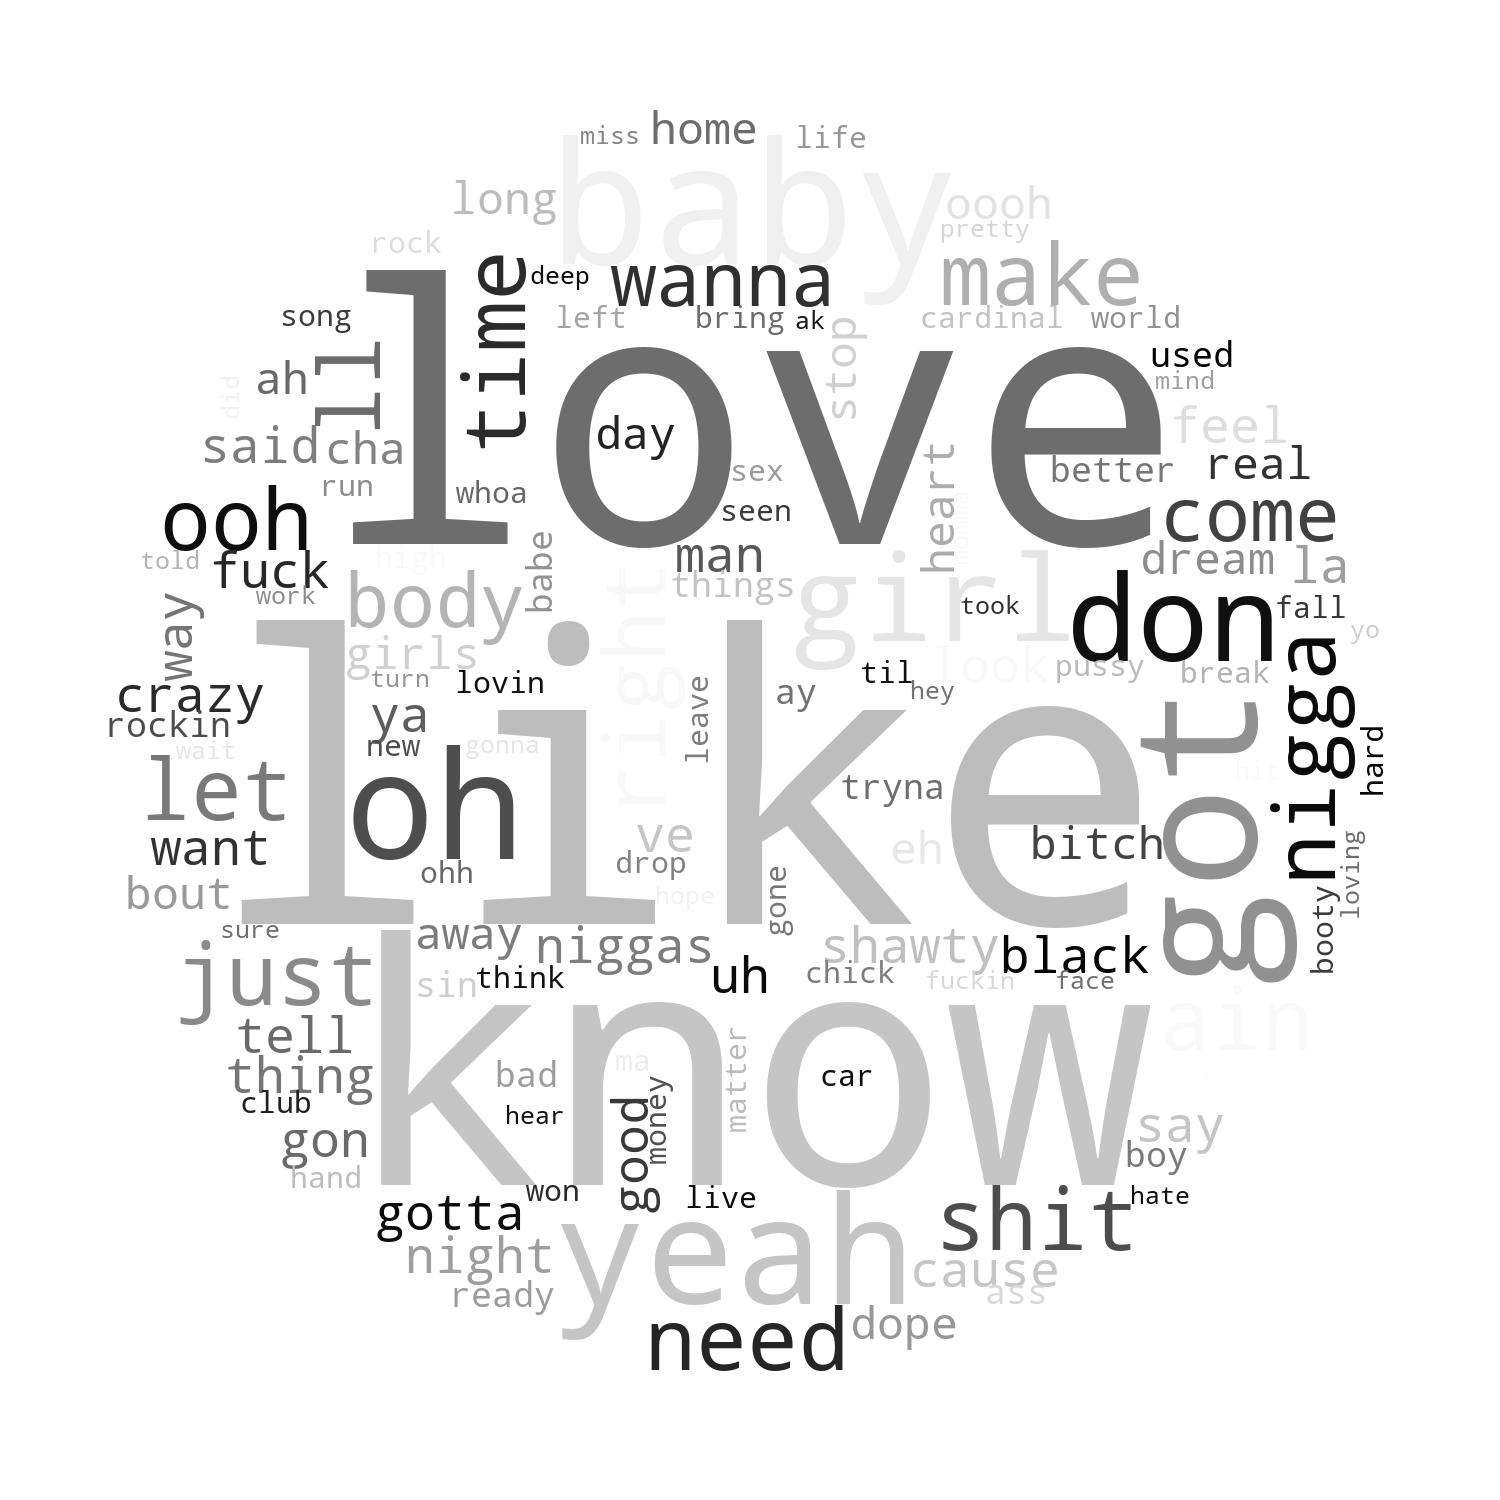 miss home life
baby
long oooh
rock pretty
time deep wanna make
song left bring ak cardinal world
love
ll stop used
ah mind
did feel
said cha day better real
run whoa sex heart
ooh seen come
momma
told fuck high babe man dream la
work body things girl took don fall
way right yo
girls look pussy break
crazy turn lovin til hey nigga
rockin ya leave ay got
wait new gonna like hit hard
let oh tryna
want ve eh bitch
bout ohh drop loving
hope gone booty
sure away niggas shawty black
just sin think uh chick fuckin face
know ain
tell
thing bad ma matter car
club hear good money say
gon boy
hand won live hate
gotta yeah shit
night cause
ready ass
need dope